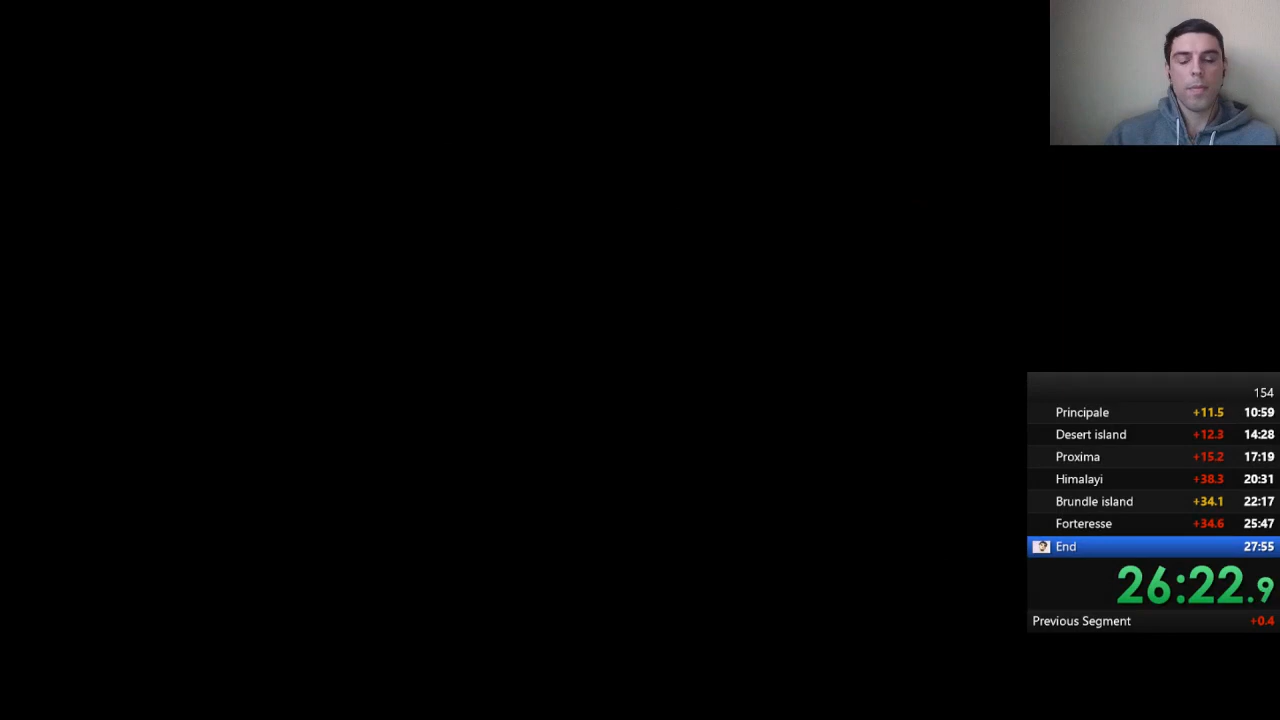 154
Principale +11.5 10:59
Desert island +12.3 14:28
Proxima +15.2 17:19
Himalayi +38.3 20:31
Brundle island +34.1 22:17
Forteresse +34.6 25:47
End 27:55
26:22.9
Previous Segment +0.4